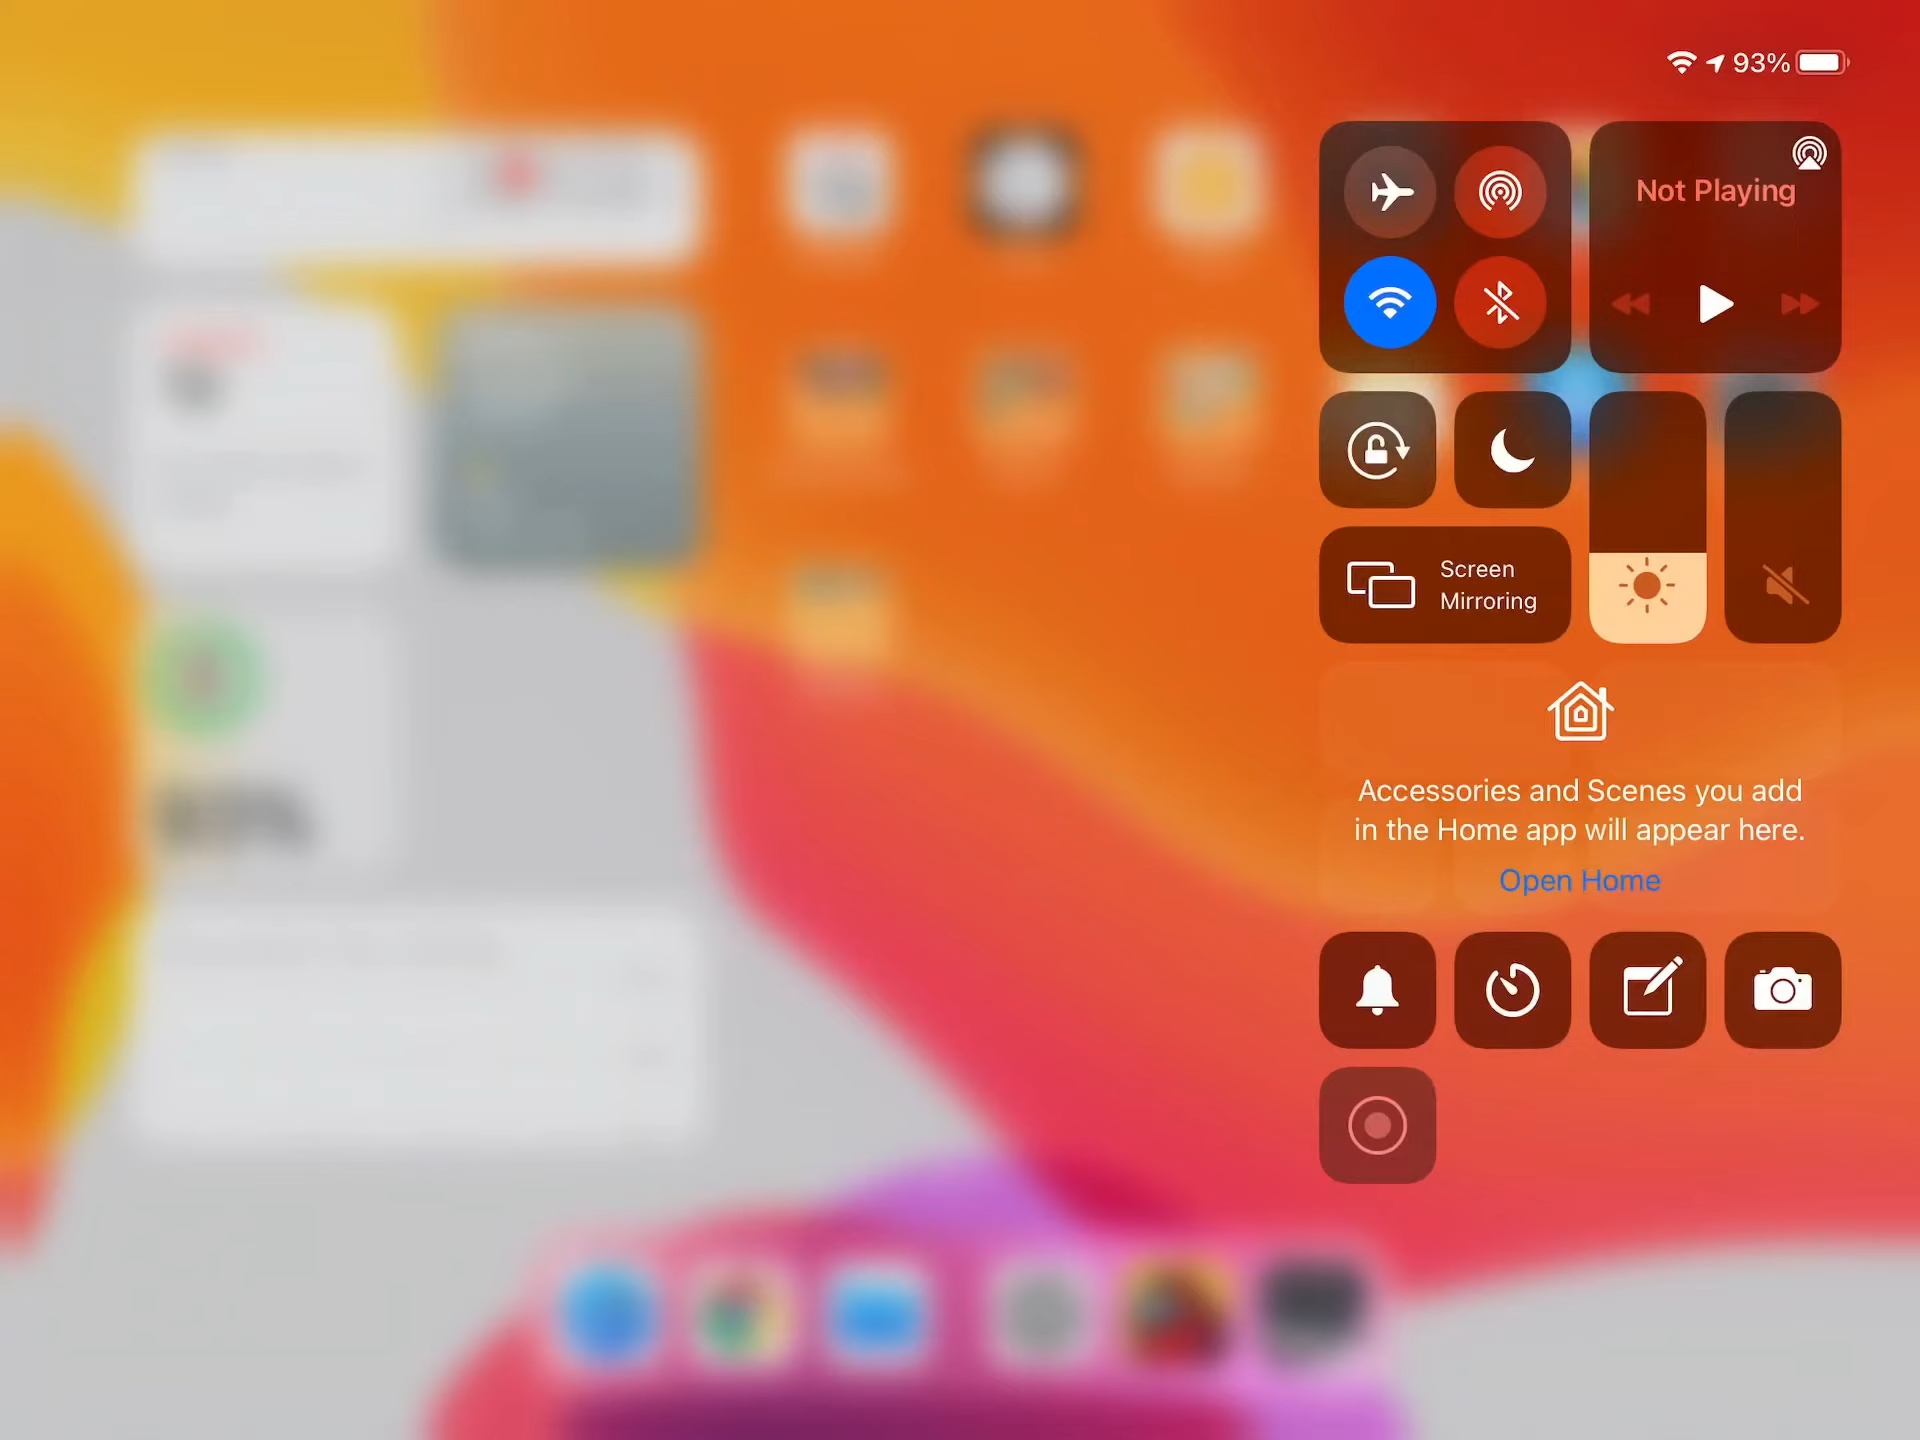 93%
Not Playing
Screen
Mirroring
Accessories and Scenes you add
in the Home app will appear here.
Open Home